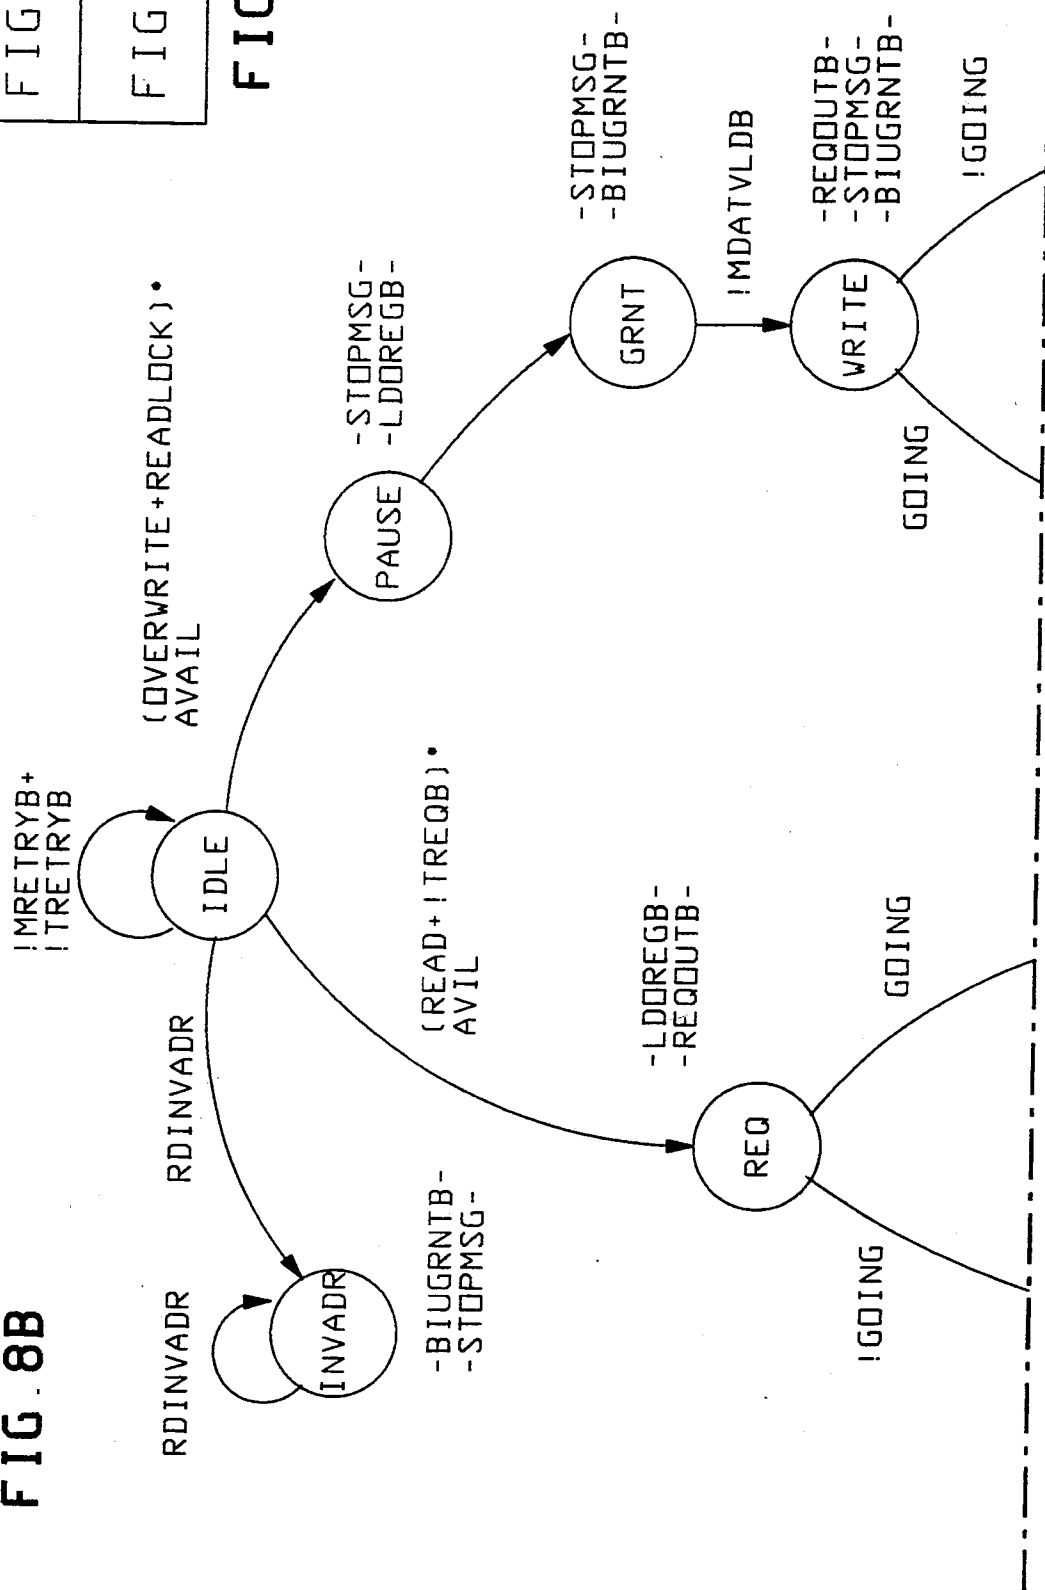 FIG. 8B
FIG
FIG
FIG
!MRETRYB+
!TRETRYB
(OVERWRITE+READLOCK)•
AVAIL
IDLE
RDINVADR
RDINVADR
INVADR
-BIUGRNTB-
-STOPMSG-
(READ+!TREQB)•
AVIL
-STOPMSG-
-LDOREGB-
PAUSE
-STOPMSG-
-BIUGRNTB-
GRNT
!MDATVLDB
-REQOUTB-
-STOPMSG-
-BIUGRNTB-
WRITE
GOING
!GOING
-LDOREGB-
-REQOUTB-
REQ
!GOING
GOING